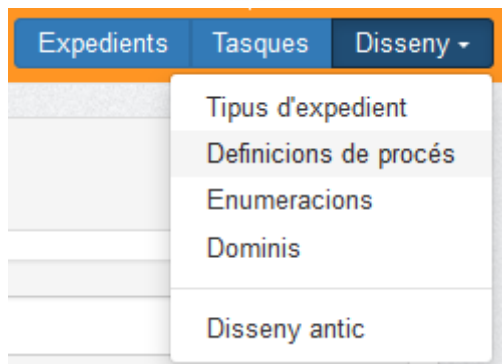 Expedients Tasques Disseny
Tipus d'expedient
Definicions de procés
Enumeracions
Dominis
Disseny antic